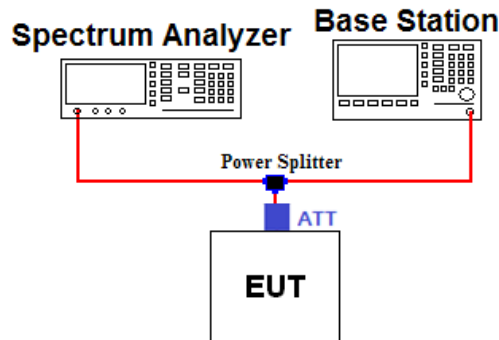 Spectrum Analyzer
Base Station
Power Splitter
ATT
EUT